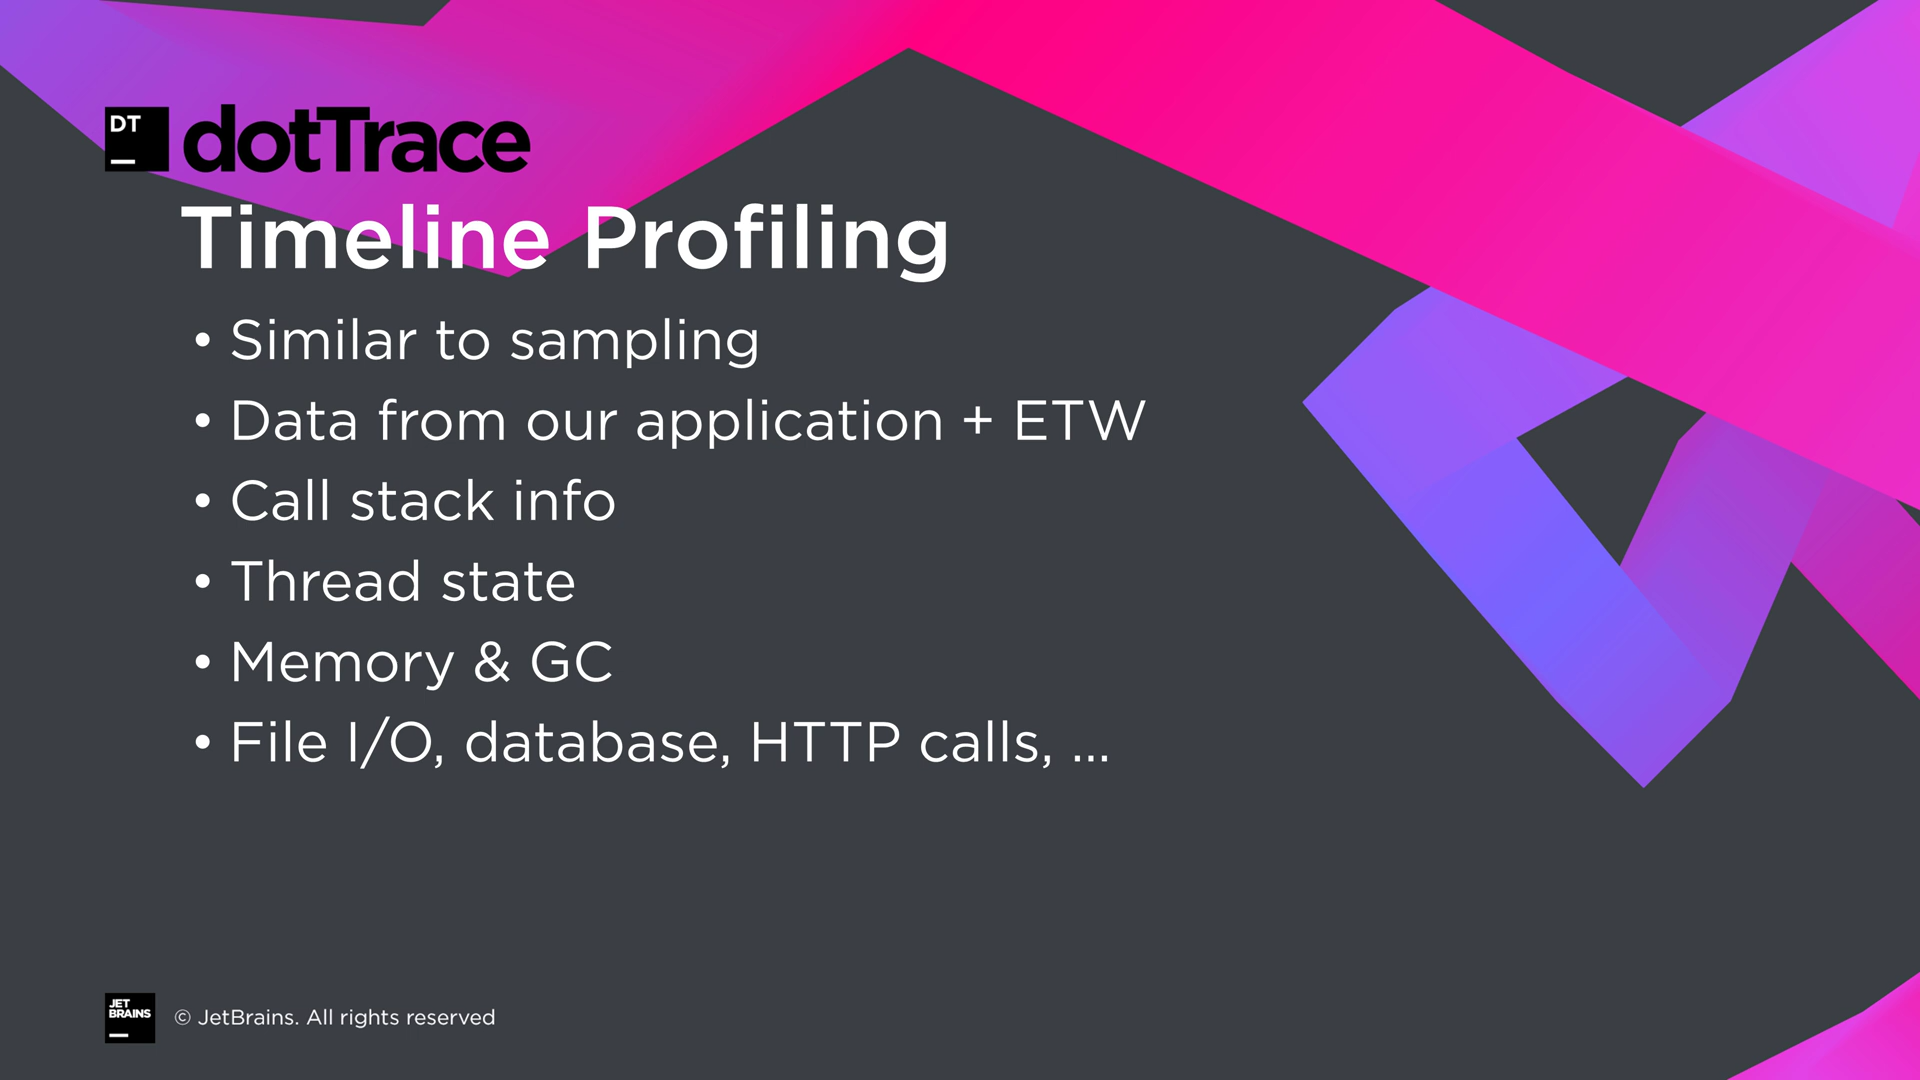 DT
dotTrace
Timeline Profiling
• Similar to sampling
• Data from our application + ETW
• Call stack info
• Thread state
• Memory & GC
• File I/O, database, HTTP calls, ...
JET
BRAINS
© JetBrains. All rights reserved